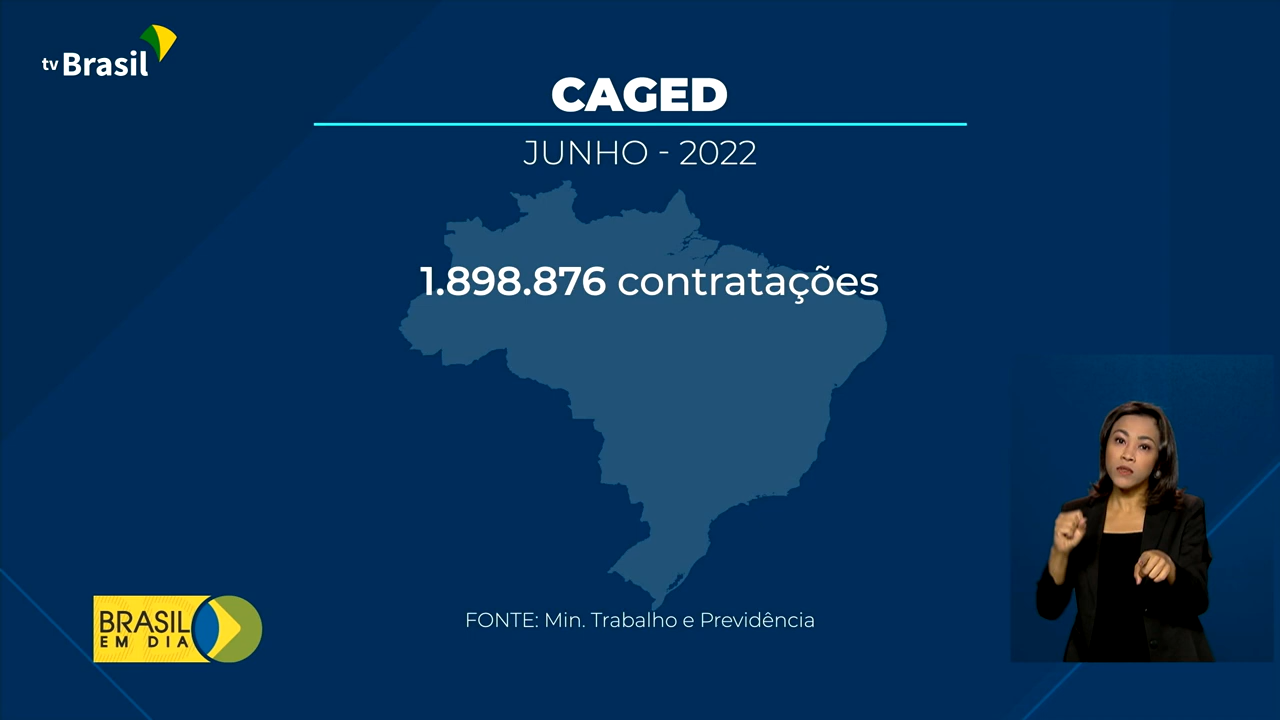 tv Brasil
CAGED
JUNHO - 2022
1.898.876 contratações
FONTE: Min. Trabalho e Previdência
BRASIL
EM DIA